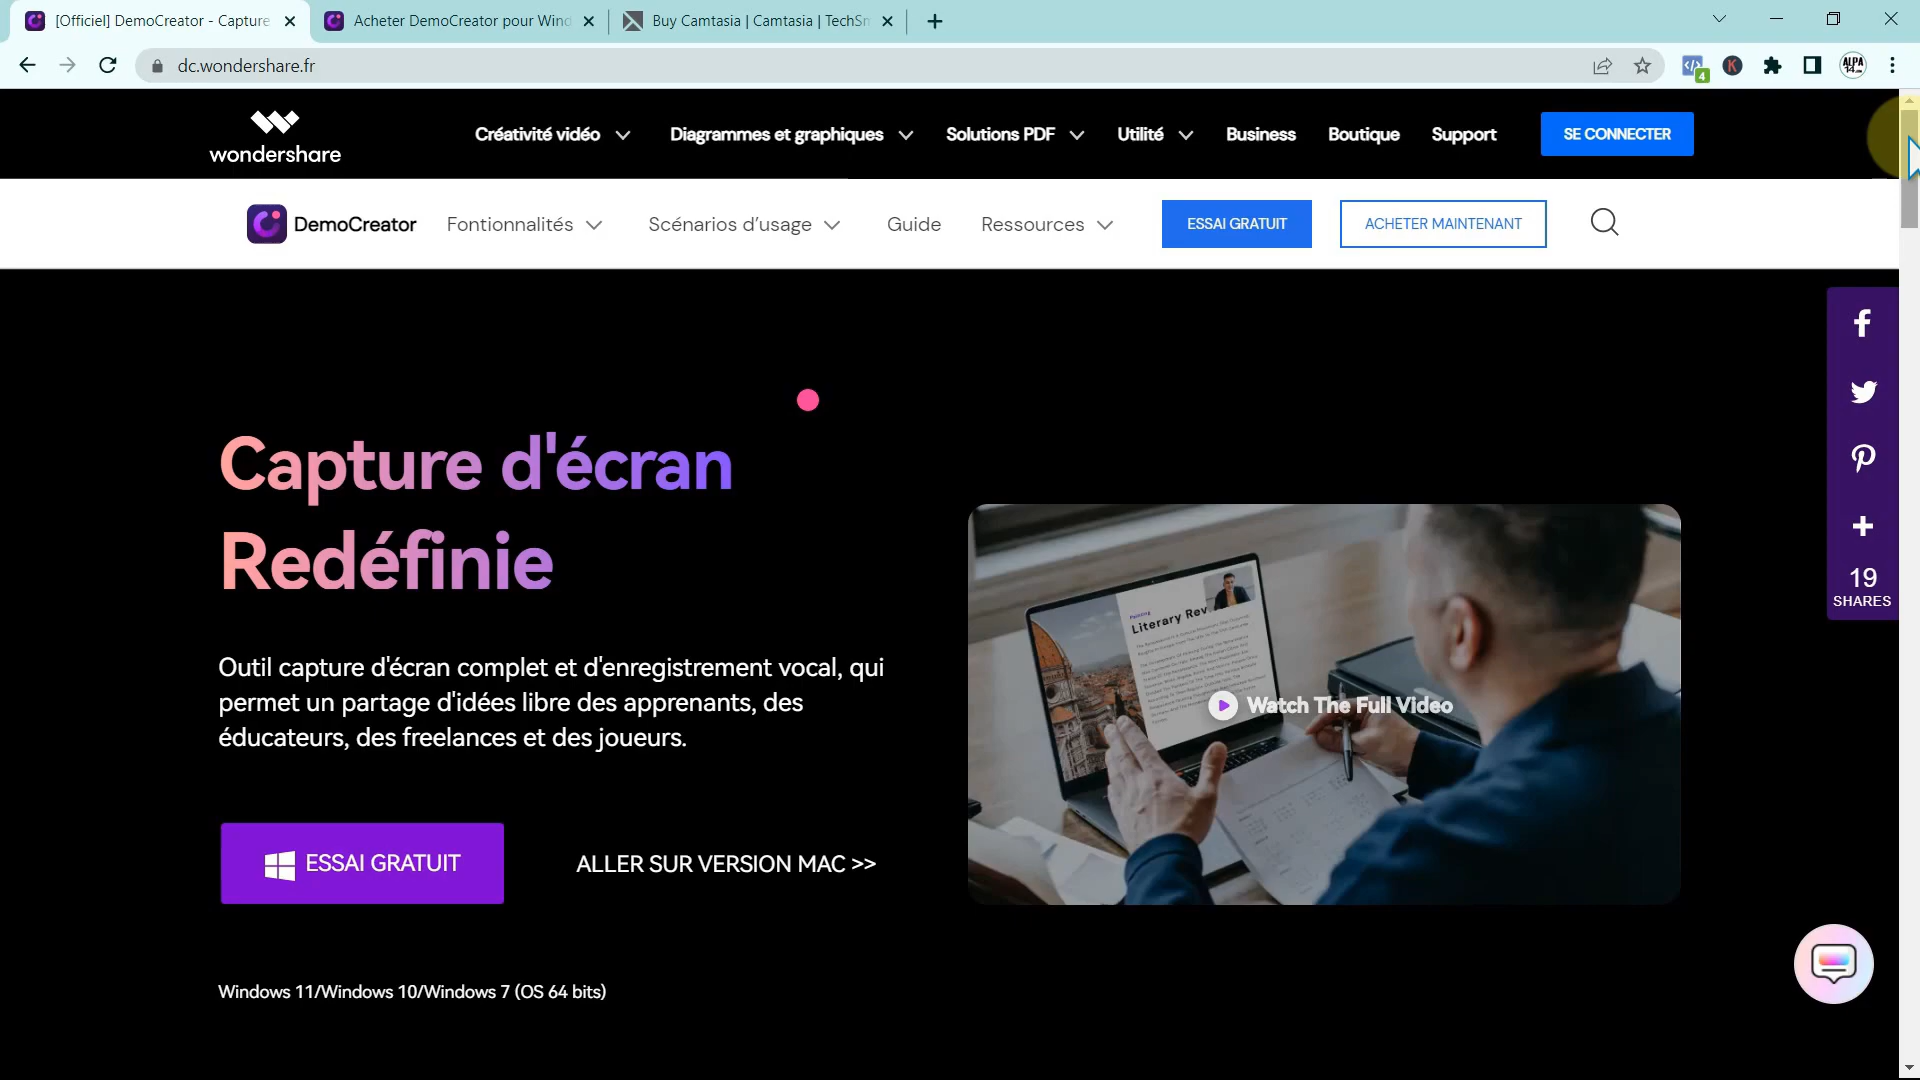 [Officiel] DemoCreator - Capture
Acheter DemoCreator pour Wind
Buy Camtasia | Camtasia | TechSm
dc.wondershare.fr
4
K
ALPA
14
wondershare
Créativité vidéo
Diagrammes et graphiques
Solutions PDF
Utilité
Business
Boutique
Support
SE CONNECTER
DemoCreator
Fontionnalités
Scénarios d’usage
Guide
Ressources
ESSAI GRATUIT
ACHETER MAINTENANT
Capture d'écran
Redéfinie
Outil capture d'écran complet et d'enregistrement vocal, qui
permet un partage d'idées libre des apprenants, des
éducateurs, des freelances et des joueurs.
ESSAI GRATUIT
ALLER SUR VERSION MAC >>
Windows 11/Windows 10/Windows 7 (OS 64 bits)
Literary Rev
Watch The Full Video
19
SHARES